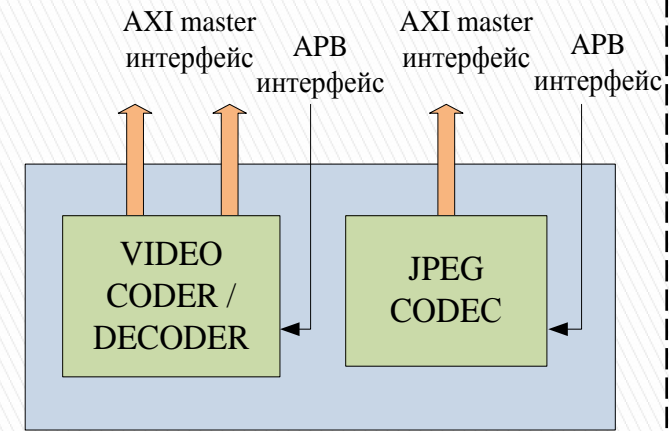 AXI master
интерфейс
APB
интерфейс
AXI master
интерфейс
APB
интерфейс
VIDEO
CODER /
DECODER
JPEG
CODEC